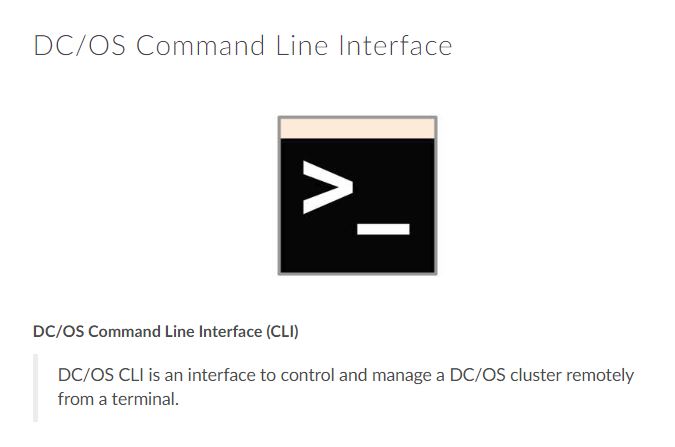 DC/OS Command Line Interface
>_
DC/OS Command Line Interface (CLI)
DC/OS CLI is an interface to control and manage a DC/OS cluster remotely
from a terminal.